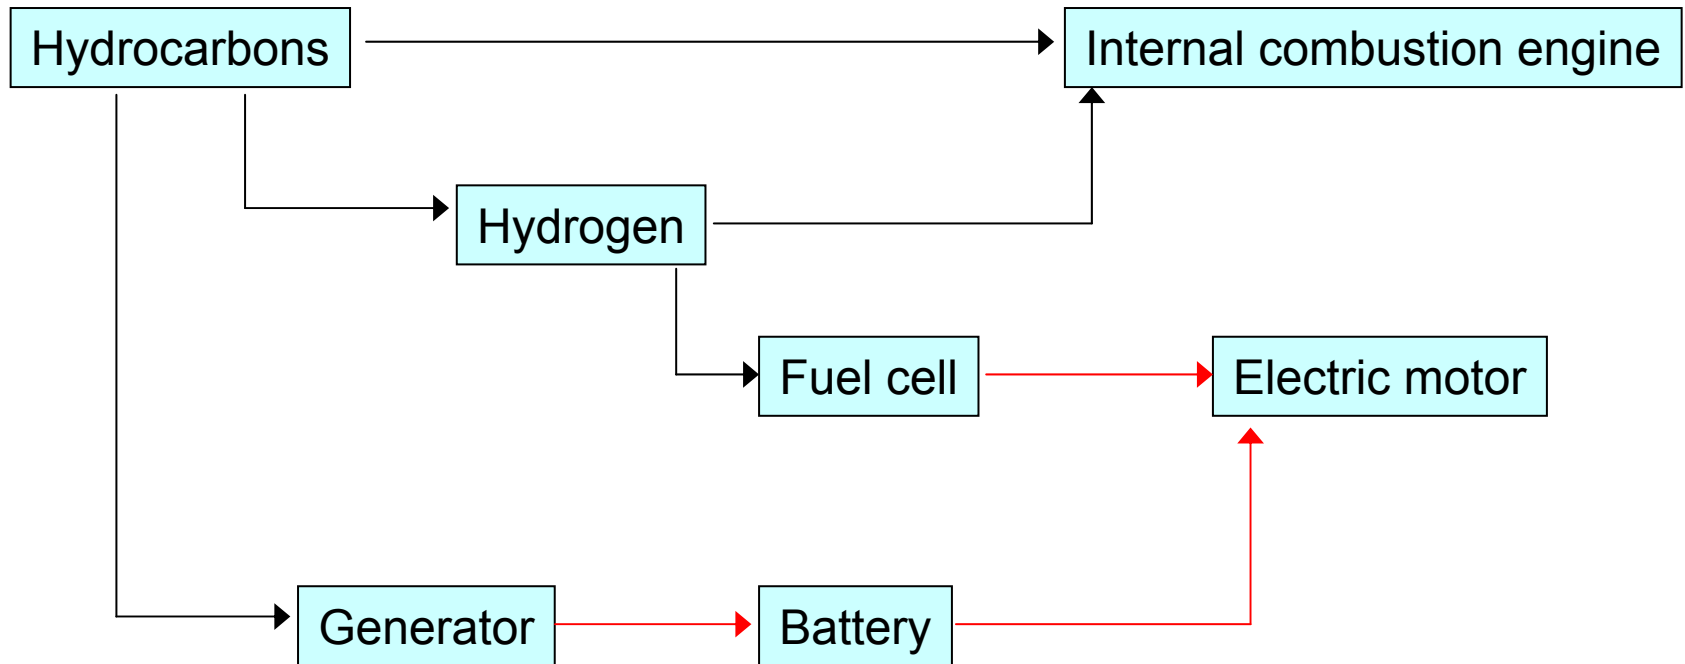 Hydrocarbons
Internal combustion engine
Hydrogen
Fuel cell
Electric motor
Generator
Battery